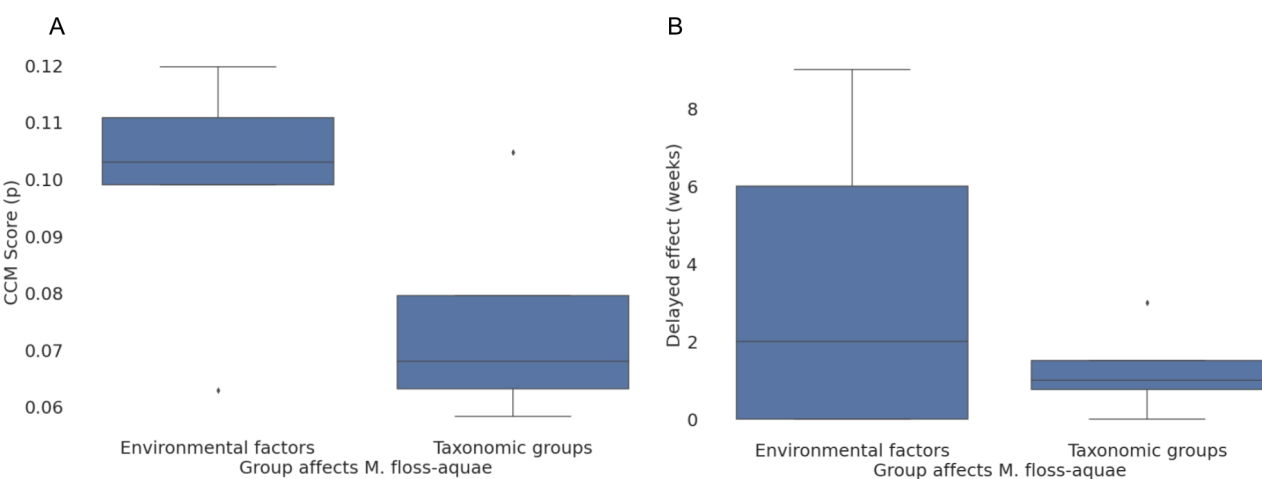 A
B
CCM Score (p)
0.12
0.11
0.10
0.09
0.08
0.07
0.06
Environmental factors
Taxonomic groups
Group affects M. floss-aquae
Delayed effect (weeks)
8
6
4
2
0
Environmental factors
Taxonomic groups
Group affects M. floss-aquae